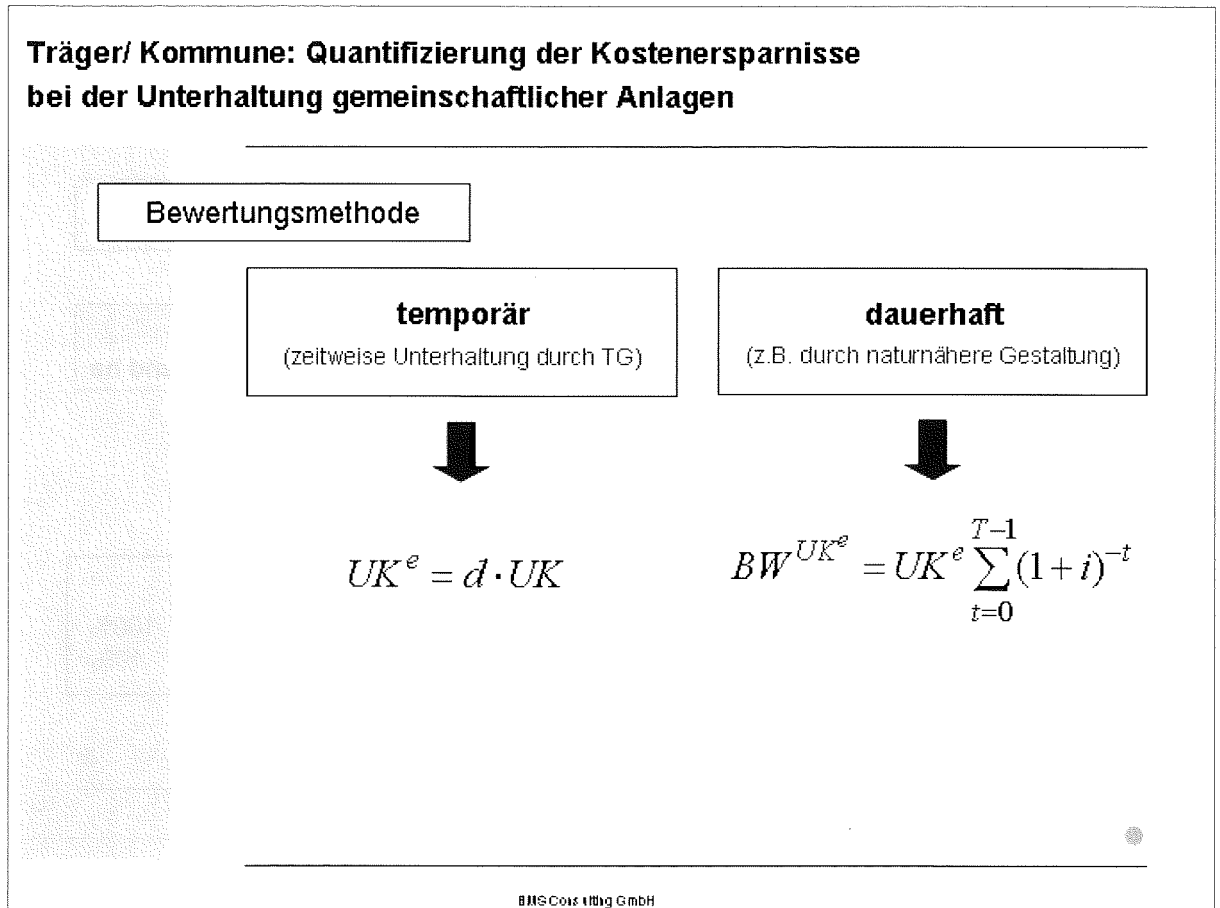 Träger/ Kommune: Quantifizierung der Kostenersparnisse
bei der Unterhaltung gemeinschaftlicher Anlagen
Bewertungsmethode
temporär
(zeitweise Unterhaltung durch TG)
dauerhaft
(z.B. durch naturnähere Gestaltung)
UK^e = d · UK
BW^{UK^e} = UK^e \sum_{t=0}^{T-1} (1+i)^{-t}
BMS Consulting GmbH